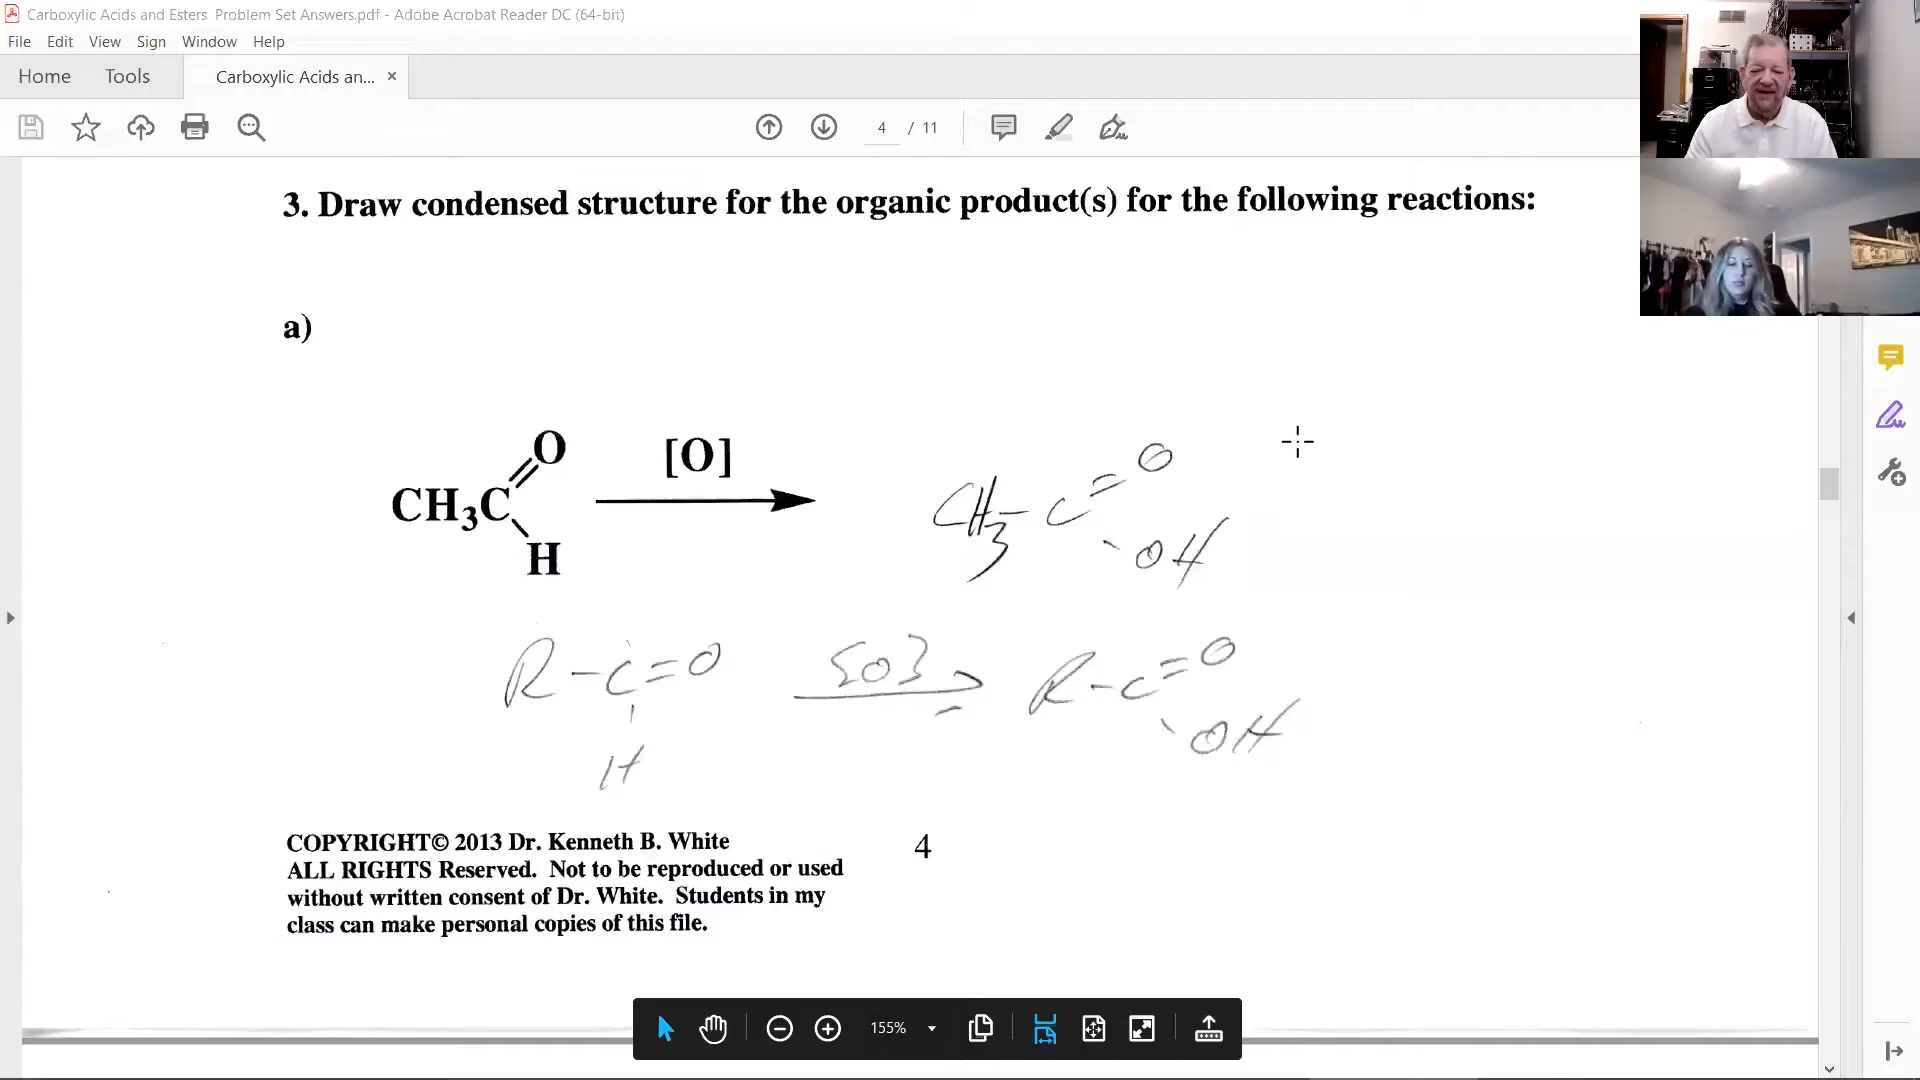 Carboxylic Acids and Esters  Problem Set Answers.pdf - Adobe Acrobat Reader DC (64-bit)
File Edit View Sign Window Help
Home Tools Carboxylic Acids an... ×
4 / 11
3. Draw condensed structure for the organic product(s) for the following reactions:
a)
O
[O]
CH₃C
H
O
CH₃-C=
OH
R-C=O
H
[O]
R-C=O
OH
COPYRIGHT© 2013 Dr. Kenneth B. White
4
ALL RIGHTS Reserved.  Not to be reproduced or used
without written consent of Dr. White.  Students in my
class can make personal copies of this file.
155%